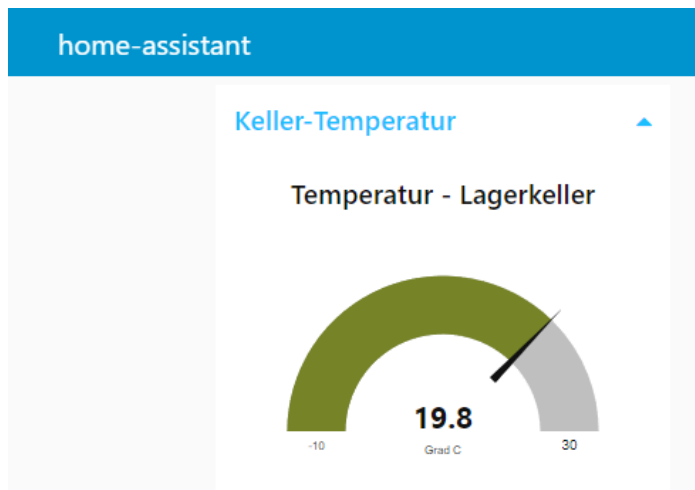 home-assistant
Keller-Temperatur
Temperatur - Lagerkeller
19.8
-10
Grad C
30